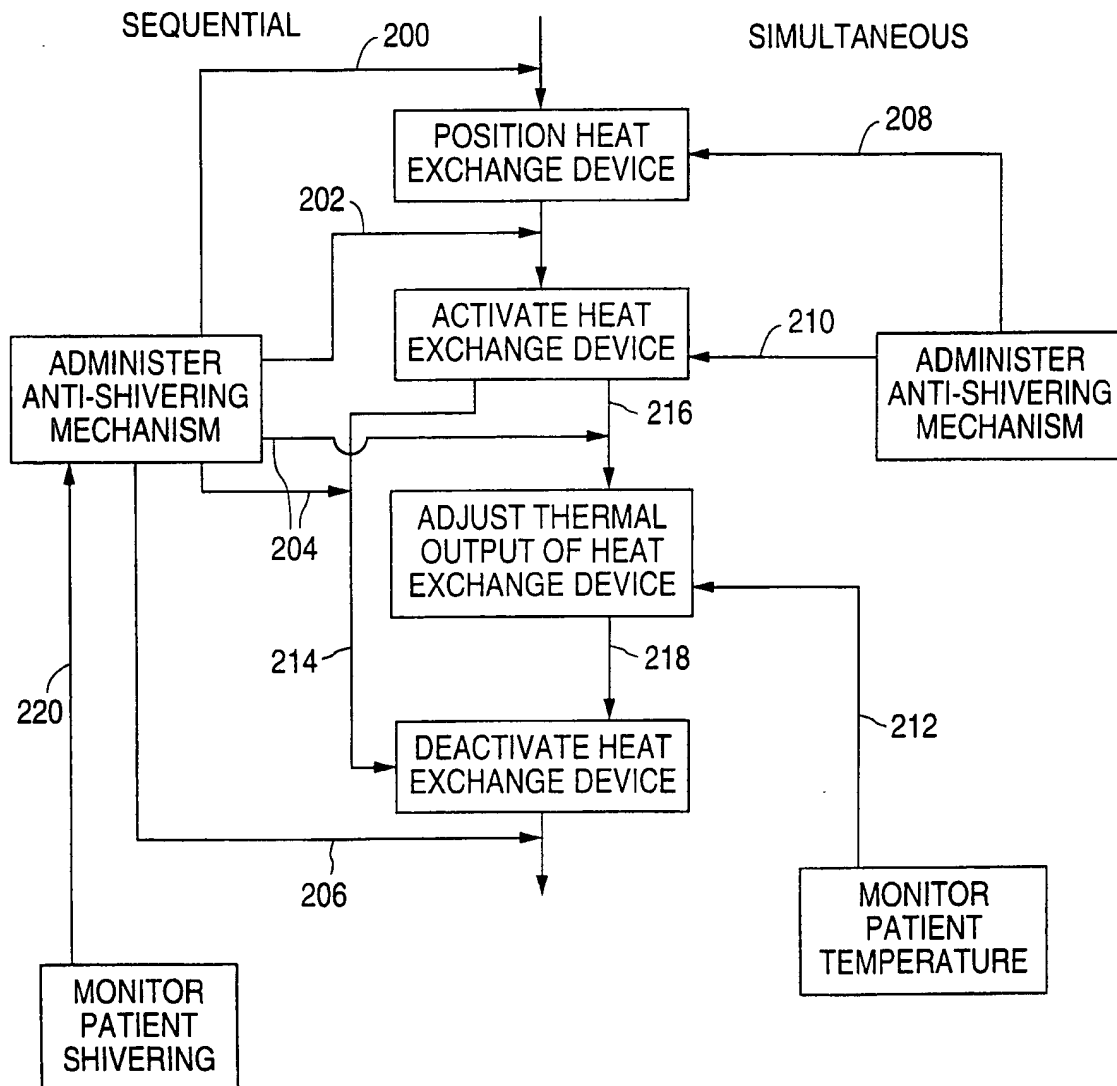 SEQUENTIAL
200
SIMULTANEOUS
POSITION HEAT
EXCHANGE DEVICE
208
202
ACTIVATE HEAT
EXCHANGE DEVICE
210
ADMINISTER
ANTI-SHIVERING
MECHANISM
ADMINISTER
ANTI-SHIVERING
MECHANISM
216
204
ADJUST THERMAL
OUTPUT OF HEAT
EXCHANGE DEVICE
214
218
220
212
DEACTIVATE HEAT
EXCHANGE DEVICE
206
MONITOR
PATIENT
TEMPERATURE
MONITOR
PATIENT
SHIVERING